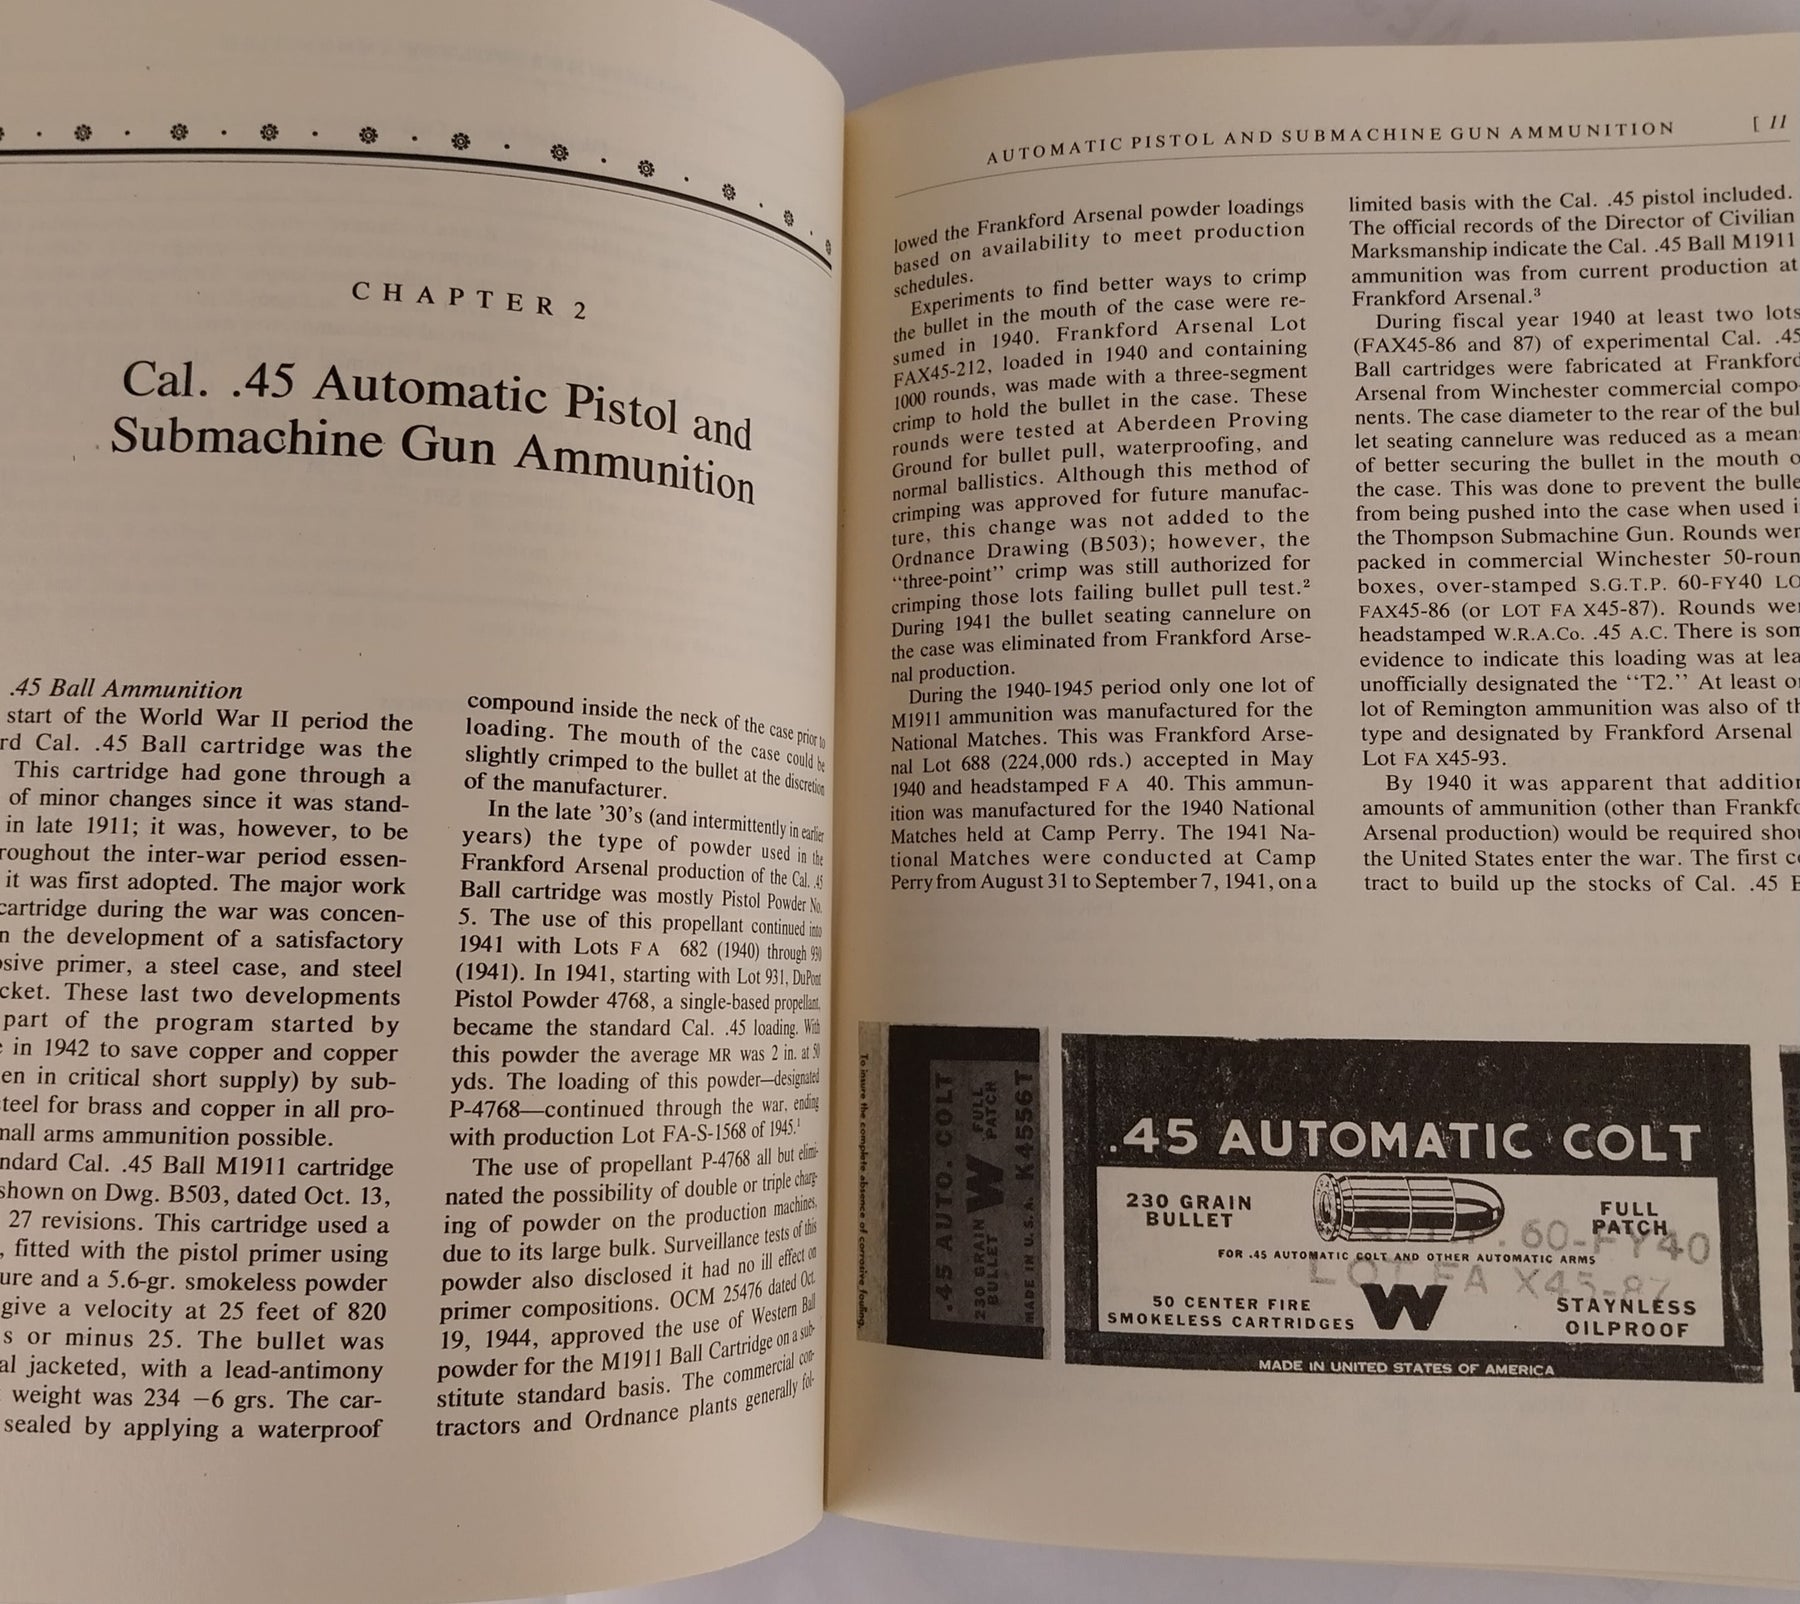 CHAPTER 2
Cal. .45 Automatic Pistol and
Submachine Gun Ammunition
.45 Ball Ammunition
start of the World War II period the
rd Cal. .45 Ball cartridge was the
This cartridge had gone through a
of minor changes since it was stand-
in late 1911; it was, however, to be
roughout the inter-war period essen-
it was first adopted. The major work
cartridge during the war was concen-
n the development of a satisfactory
osive primer, a steel case, and steel
cket. These last two developments
part of the program started by
e in 1942 to save copper and copper
en in critical short supply) by sub-
teel for brass and copper in all pro-
mall arms ammunition possible.
ndard Cal. .45 Ball M1911 cartridge
shown on Dwg. B503, dated Oct. 13,
27 revisions. This cartridge used a
, fitted with the pistol primer using
ure and a 5.6-gr. smokeless powder
give a velocity at 25 feet of 820
s or minus 25. The bullet was
al jacketed, with a lead-antimony
weight was 234 −6 grs. The car-
sealed by applying a waterproof
compound inside the neck of the case prior to
loading. The mouth of the case could be
slightly crimped to the bullet at the discretion
of the manufacturer.
In the late '30's (and intermittently in earlier
years) the type of powder used in the
Frankford Arsenal production of the Cal. .45
Ball cartridge was mostly Pistol Powder No.
5. The use of this propellant continued into
1941 with Lots F A 682 (1940) through 930
(1941). In 1941, starting with Lot 931, DuPont
Pistol Powder 4768, a single-based propellant,
became the standard Cal. .45 loading. With
this powder the average MR was 2 in. at 50
yds. The loading of this powder—designated
P-4768—continued through the war, ending
with production Lot FA-S-1568 of 1945.¹
The use of propellant P-4768 all but elimi-
nated the possibility of double or triple charg-
ing of powder on the production machines,
due to its large bulk. Surveillance tests of this
powder also disclosed it had no ill effect on
primer compositions. OCM 25476 dated Oct.
19, 1944, approved the use of Western Ball
powder for the M1911 Ball Cartridge on a sub-
stitute standard basis. The commercial con-
tractors and Ordnance plants generally fol-
AUTOMATIC PISTOL AND SUBMACHINE GUN AMMUNITION [ 11
lowed the Frankford Arsenal powder loadings
based on availability to meet production
schedules.
Experiments to find better ways to crimp
the bullet in the mouth of the case were re-
sumed in 1940. Frankford Arsenal Lot
FAX45-212, loaded in 1940 and containing
1000 rounds, was made with a three-segment
crimp to hold the bullet in the case. These
rounds were tested at Aberdeen Proving
Ground for bullet pull, waterproofing, and
normal ballistics. Although this method of
crimping was approved for future manufac-
ture, this change was not added to the
Ordnance Drawing (B503); however, the
“three-point” crimp was still authorized for
crimping those lots failing bullet pull test.²
During 1941 the bullet seating cannelure on
the case was eliminated from Frankford Arse-
nal production.
During the 1940-1945 period only one lot of
M1911 ammunition was manufactured for the
National Matches. This was Frankford Arse-
nal Lot 688 (224,000 rds.) accepted in May
1940 and headstamped F A 40. This ammun-
ition was manufactured for the 1940 National
Matches held at Camp Perry. The 1941 Na-
tional Matches were conducted at Camp
Perry from August 31 to September 7, 1941, on a
limited basis with the Cal. .45 pistol included.
The official records of the Director of Civilian
Marksmanship indicate the Cal. .45 Ball M1911
ammunition was from current production at
Frankford Arsenal.³
During fiscal year 1940 at least two lots
(FAX45-86 and 87) of experimental Cal. .45
Ball cartridges were fabricated at Frankford
Arsenal from Winchester commercial compo-
nents. The case diameter to the rear of the bul
let seating cannelure was reduced as a mean
of better securing the bullet in the mouth o
the case. This was done to prevent the bulle
from being pushed into the case when used i
the Thompson Submachine Gun. Rounds wer
packed in commercial Winchester 50-roun
boxes, over-stamped S.G.T.P. 60-FY40 LO
FAX45-86 (or LOT FA X45-87). Rounds wer
headstamped W.R.A.Co. .45 A.C. There is som
evidence to indicate this loading was at lea
unofficially designated the “T2.” At least o
lot of Remington ammunition was also of th
type and designated by Frankford Arsenal
Lot FA X45-93.
By 1940 it was apparent that addition
amounts of ammunition (other than Frankfo
Arsenal production) would be required shou
the United States enter the war. The first co
tract to build up the stocks of Cal. .45 B
To insure the complete absence of corrosive fouling,
.45 AUTO. COLT
230 GRAIN
BULLET
W
FULL
PATCH
MADE IN U.S.A. K4556T
.45 AUTOMATIC COLT
230 GRAIN
BULLET
FULL
PATCH
. 60-FY40
FOR .45 AUTOMATIC COLT AND OTHER AUTOMATIC ARMS
LOT FA X45-87
50 CENTER FIRE
SMOKELESS CARTRIDGES
W
STAYNLESS
OILPROOF
MADE IN UNITED STATES OF AMERICA